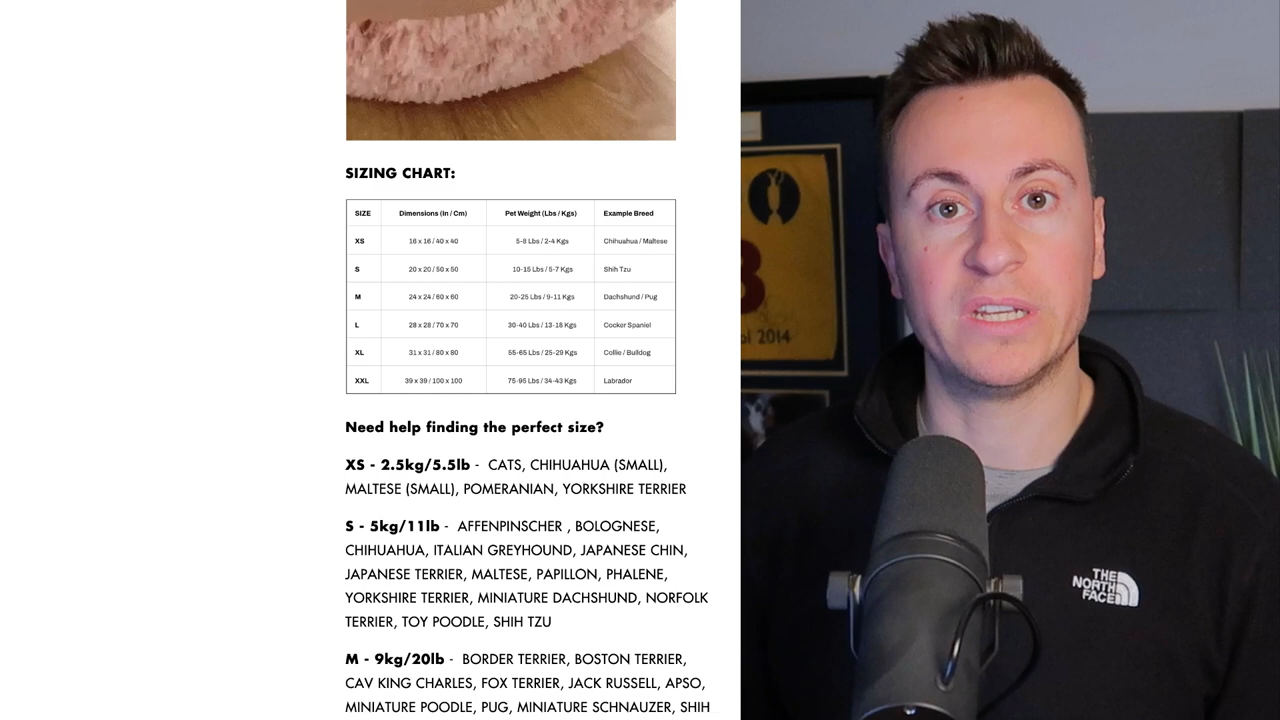 SIZING CHART:
SIZE Dimensions (In / Cm) Pet Weight (Lbs / Kgs) Example Breed
XS 16 x 16 / 40 x 40 5-8 Lbs / 2-4 Kgs Chihuahua / Maltese
S 20 x 20 / 50 x 50 10-15 Lbs / 5-7 Kgs Shih Tzu
M 24 x 24 / 60 x 60 20-25 Lbs / 9-11 Kgs Dachshund / Pug
L 28 x 28 / 70 x 70 30-40 Lbs / 13-18 Kgs Cocker Spaniel
XL 31 x 31 / 80 x 80 55-65 Lbs / 25-29 Kgs Collie / Bulldog
XXL 39 x 39 / 100 x 100 75-95 Lbs / 34-43 Kgs Labrador
Need help finding the perfect size?
XS - 2.5kg/5.5lb - CATS, CHIHUAHUA (SMALL),
MALTESE (SMALL), POMERANIAN, YORKSHIRE TERRIER
S - 5kg/11lb - AFFENPINSCHER , BOLOGNESE,
CHIHUAHUA, ITALIAN GREYHOUND, JAPANESE CHIN,
JAPANESE TERRIER, MALTESE, PAPILLON, PHALENE,
YORKSHIRE TERRIER, MINIATURE DACHSHUND, NORFOLK
TERRIER, TOY POODLE, SHIH TZU
M - 9kg/20lb - BORDER TERRIER, BOSTON TERRIER,
CAV KING CHARLES, FOX TERRIER, JACK RUSSELL, APSO,
MINIATURE POODLE, PUG, MINIATURE SCHNAUZER, SHIH
2014
THE
NORTH
FACE